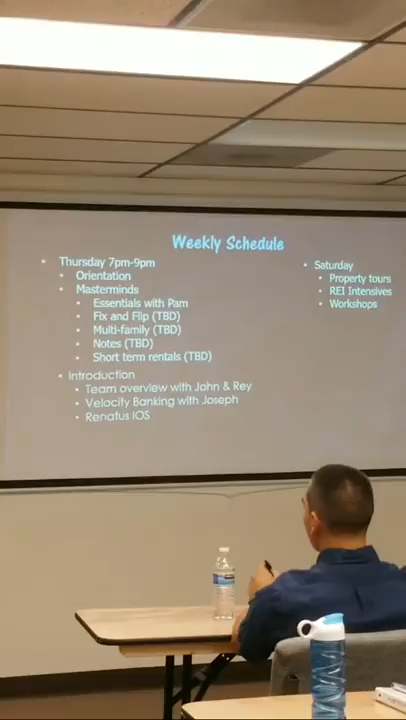 Weekly Schedule
Thursday 7pm-9pm
Orientation
Masterminds
Essentials with Pam
Fix and Flip (TBD)
Multi-family (TBD)
Notes (TBD)
Short term rentals (TBD)
Introduction
Team overview with John & Rey
Velocity Banking with Joseph
Renatus IOS
Saturday
Property tours
REI Intensives
Workshops